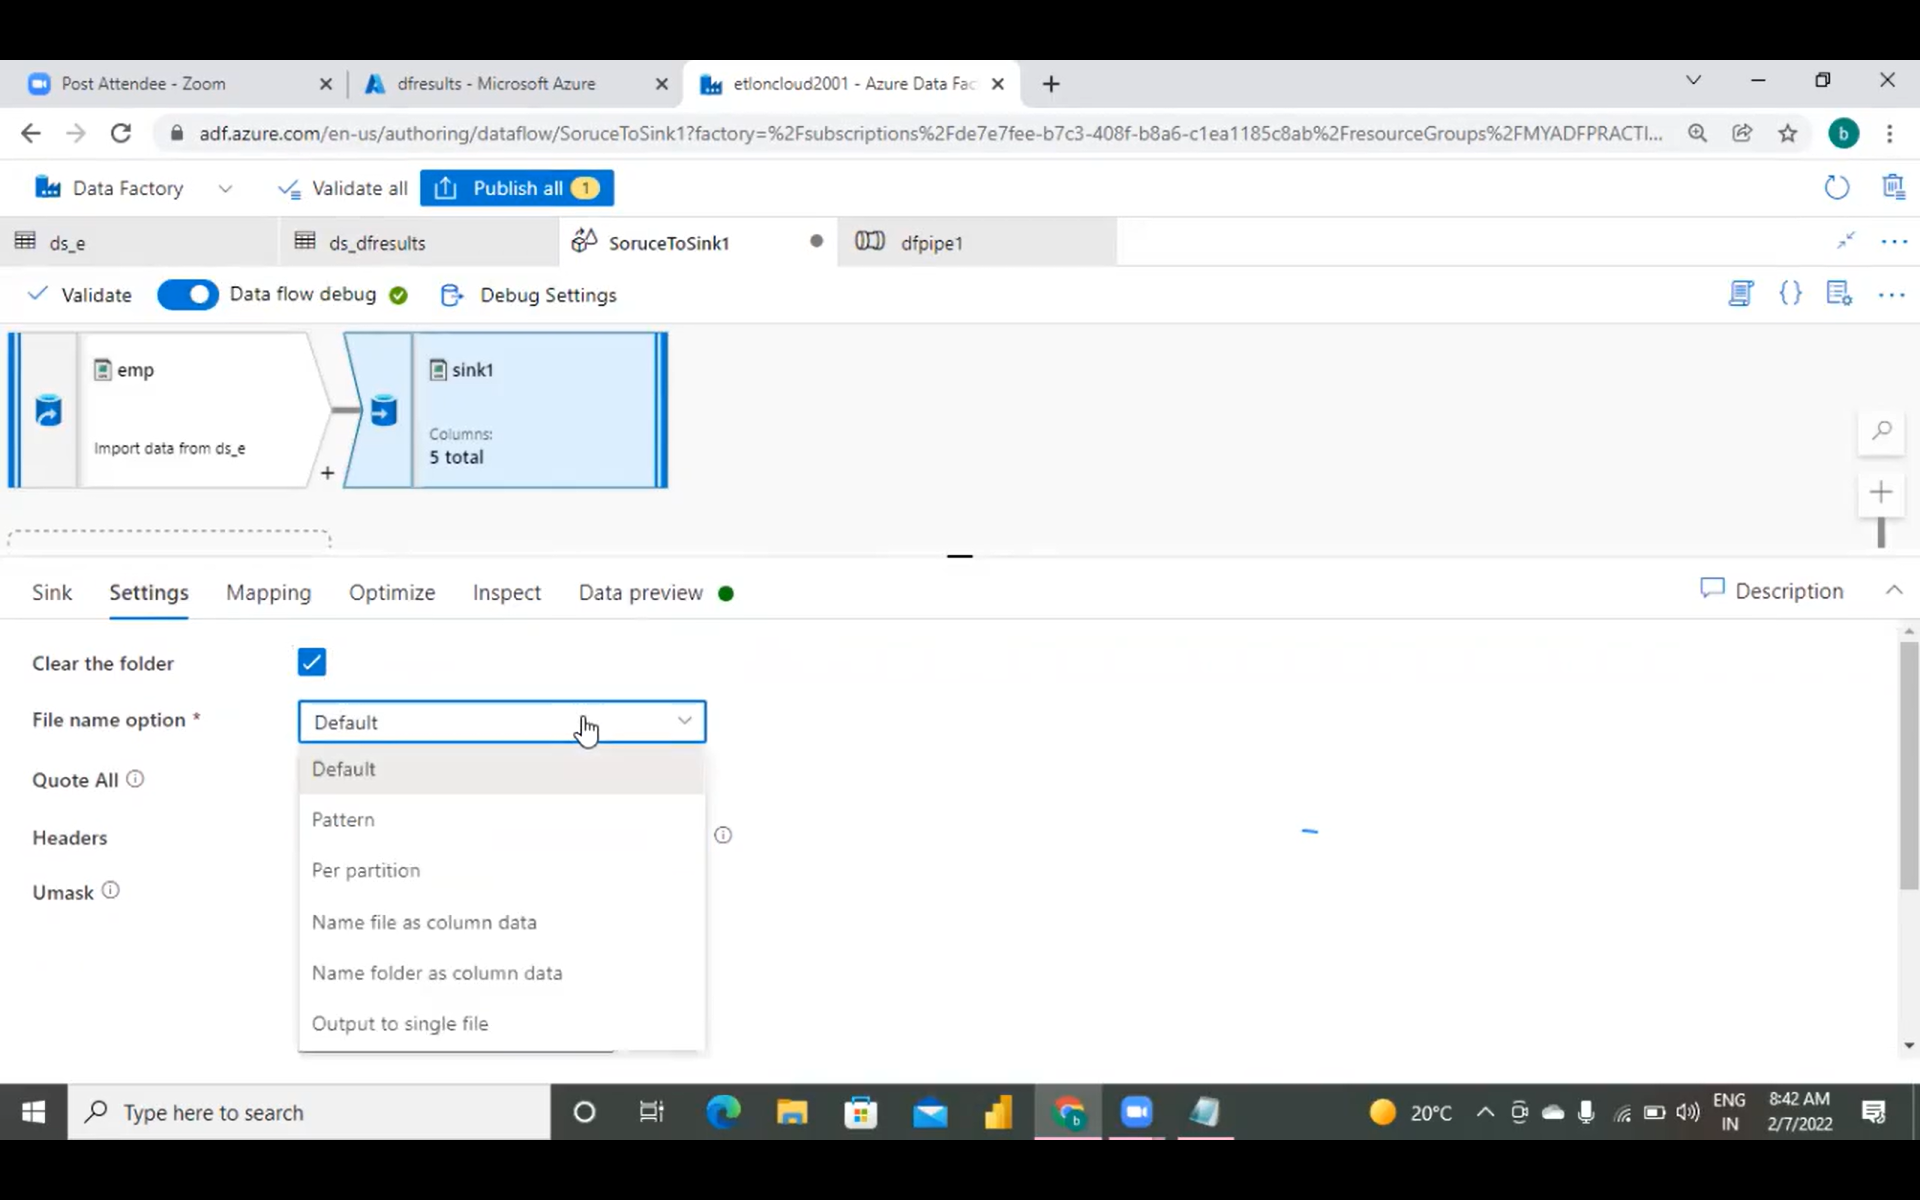 Post Attendee - Zoom
dfresults - Microsoft Azure
etloncloud2001 - Azure Data Fac
adf.azure.com/en-us/authoring/dataflow/SoruceToSink1?factory=%2Fsubscriptions%2Fde7e7fee-b7c3-408f-b8a6-c1ea1185c8ab%2FresourceGroups%2FMYADFPRACTI...
b
Data Factory
Validate all
Publish all 1
ds_e
ds_dfresults
SoruceToSink1
dfpipe1
Validate
Data flow debug
Debug Settings
emp
Import data from ds_e
sink1
Columns:
5 total
Sink
Settings
Mapping
Optimize
Inspect
Data preview
Description
Clear the folder
File name option *
Default
Default
Quote All
Pattern
Headers
Per partition
Umask
Name file as column data
Name folder as column data
Output to single file
Type here to search
20°C
ENG
IN
8:42 AM
2/7/2022